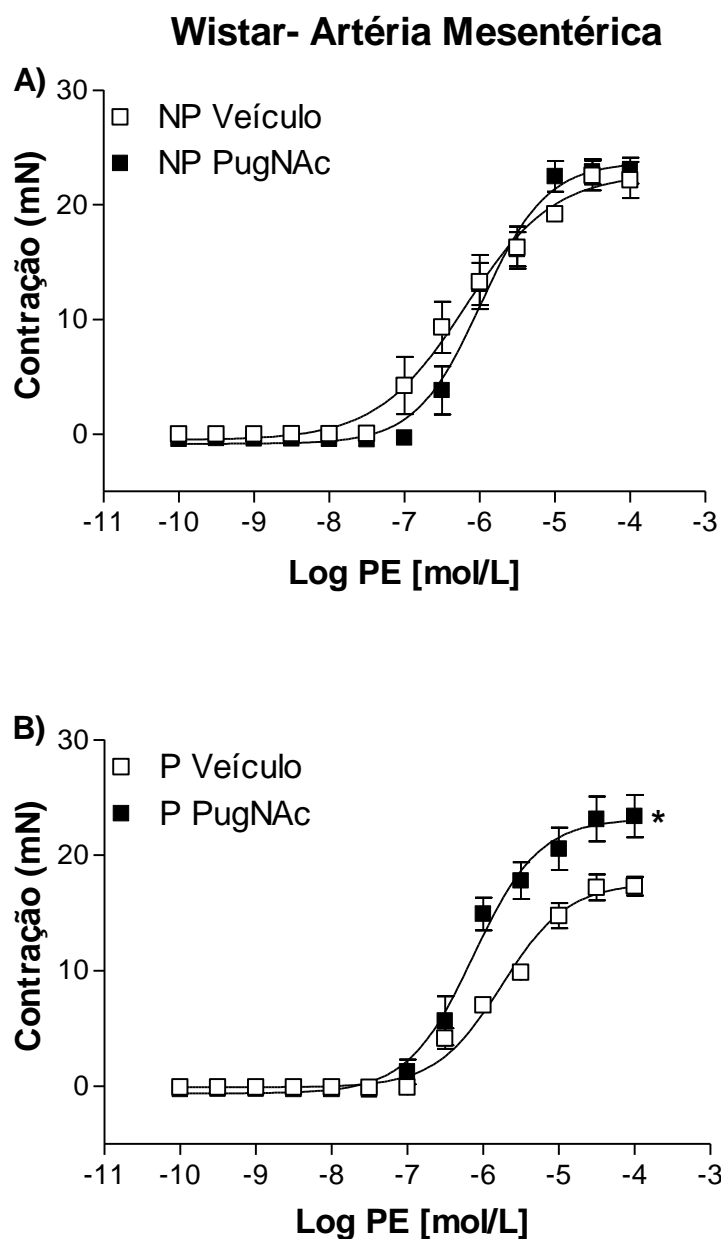 Wistar- Artéria Mesentérica
A)
30
NP Veículo
NP PugNAc
20
10
0
Contração (mN)
-11 -10 -9 -8 -7 -6 -5 -4 -3
Log PE [mol/L]
B)
30
P Veículo
P PugNAc
20
*
10
0
Contração (mN)
-11 -10 -9 -8 -7 -6 -5 -4 -3
Log PE [mol/L]